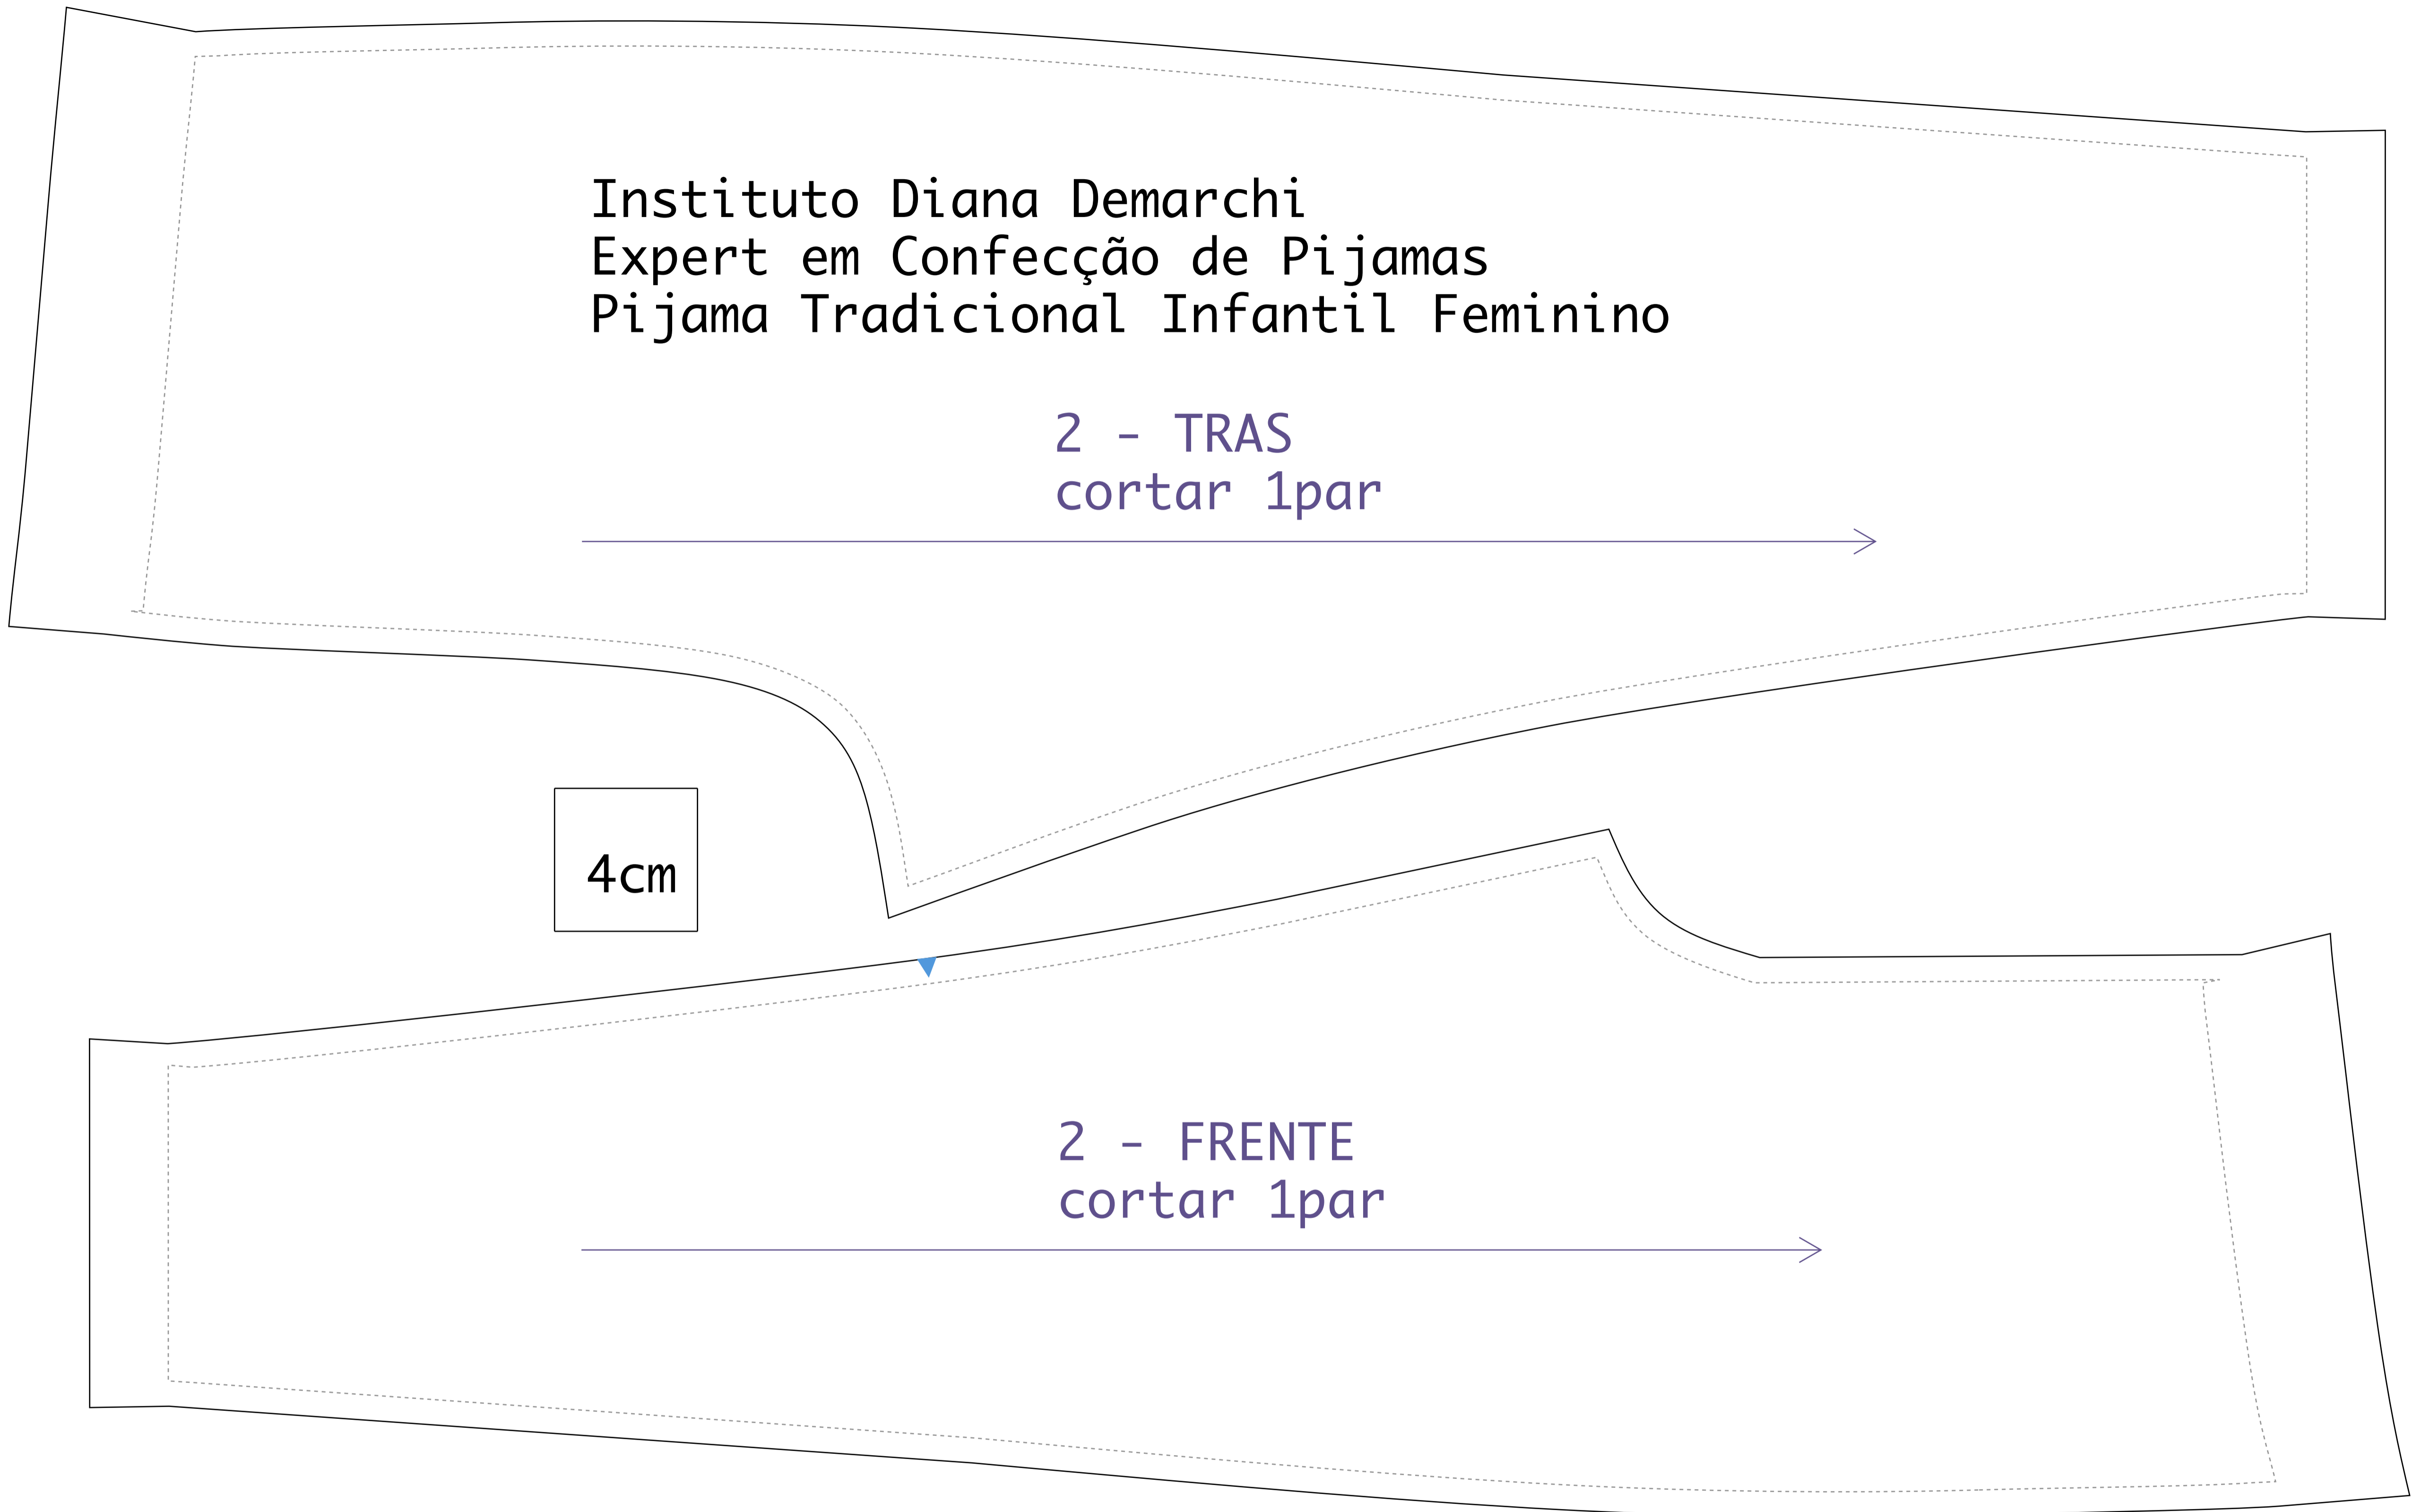 Instituto Diana Demarchi
Expert em Confecção de Pijamas
Pijama Tradicional Infantil Feminino
2 - TRAS
cortar 1par
4cm
2 - FRENTE
cortar 1par